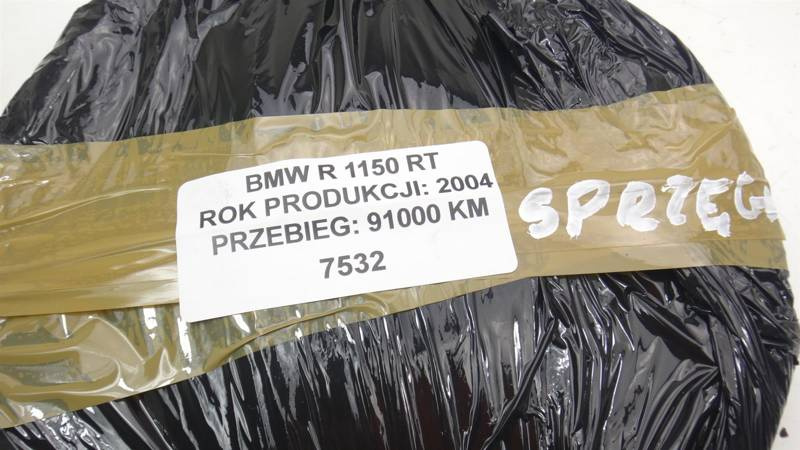 BMW R 1150 RT
ROK PRODUKCJI: 2004
PRZEBIEG: 91000 KM
7532
SPRZĘG